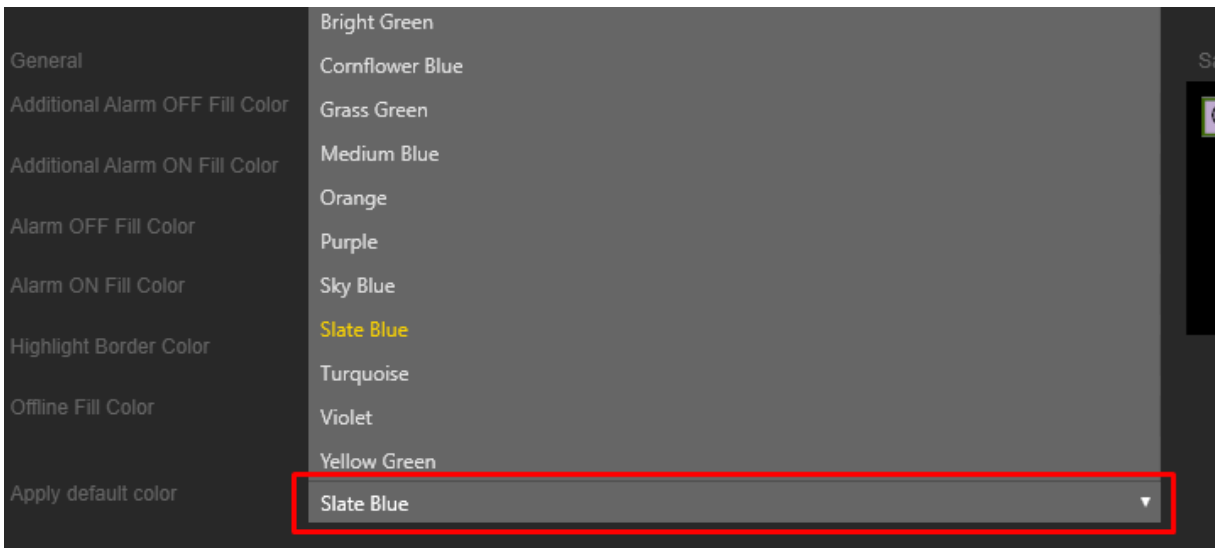 General
Additional Alarm OFF Fill Color
Additional Alarm ON Fill Color
Alarm OFF Fill Color
Alarm ON Fill Color
Highlight Border Color
Offline Fill Color
Apply default color
Bright Green
Cornflower Blue
Grass Green
Medium Blue
Orange
Purple
Sky Blue
Slate Blue
Turquoise
Violet
Yellow Green
Slate Blue